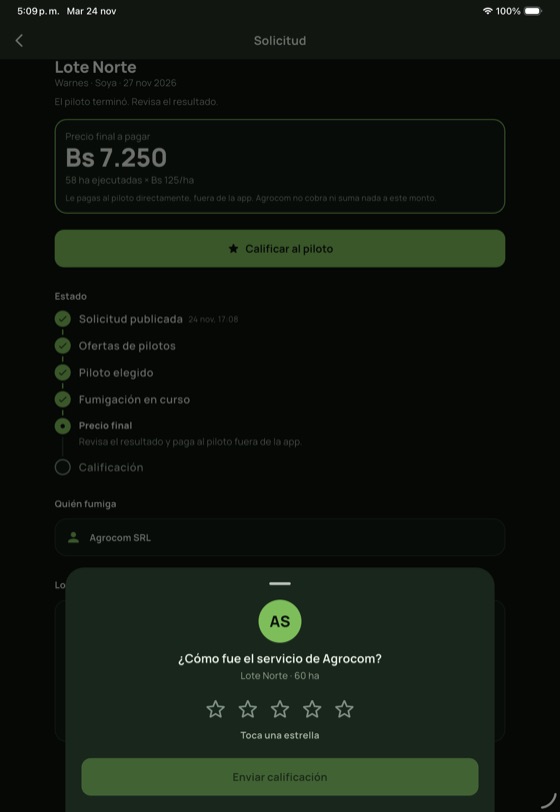 5:09 p. m. Mar 24 nov
100%
Solicitud
Lote Norte
Warnes · Soya · 27 nov 2026
El piloto terminó. Revisa el resultado.
Precio final a pagar
Bs 7.250
58 ha ejecutadas × Bs 125/ha
Le pagas al piloto directamente, fuera de la app. Agrocom no cobra ni suma nada a este monto.
Calificar al piloto
Estado
Solicitud publicada 24 nov, 17:08
Ofertas de pilotos
Piloto elegido
Fumigación en curso
Precio final
Revisa el resultado y paga al piloto fuera de la app.
Calificación
Quién fumiga
Agrocom SRL
Lo
AS
¿Cómo fue el servicio de Agrocom?
Lote Norte · 60 ha
Toca una estrella
Enviar calificación